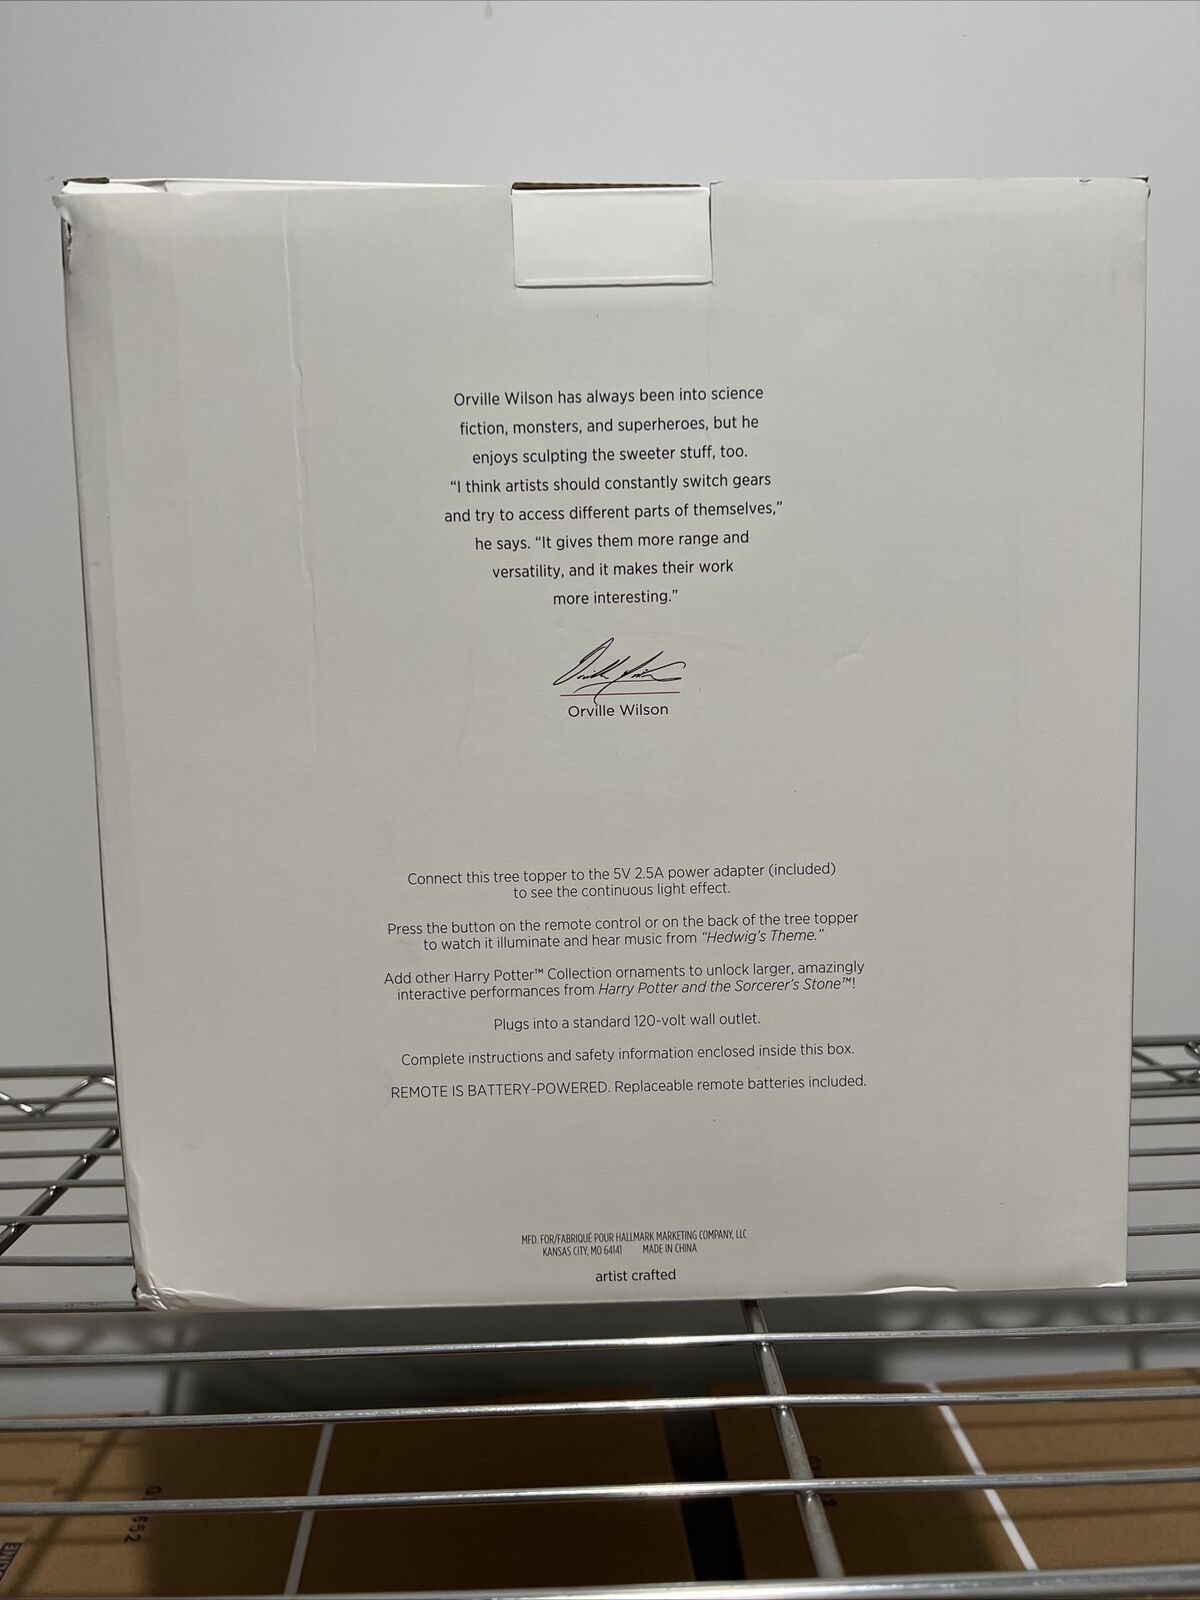 Orville Wilson has always been into science
fiction, monsters, and superheroes, but he
enjoys sculpting the sweeter stuff, too.
“I think artists should constantly switch gears
and try to access different parts of themselves,”
he says. “It gives them more range and
versatility, and it makes their work
more interesting.”
Orville Wilson
Connect this tree topper to the 5V 2.5A power adapter (included)
to see the continuous light effect.
Press the button on the remote control or on the back of the tree topper
to watch it illuminate and hear music from “Hedwig’s Theme.”
Add other Harry Potter™ Collection ornaments to unlock larger, amazingly
interactive performances from Harry Potter and the Sorcerer’s Stone™!
Plugs into a standard 120-volt wall outlet.
Complete instructions and safety information enclosed inside this box.
REMOTE IS BATTERY-POWERED. Replaceable remote batteries included.
MFD. FOR/FABRIQUÉ POUR HALLMARK MARKETING COMPANY, LLC
KANSAS CITY, MO 64141 MADE IN CHINA
artist crafted